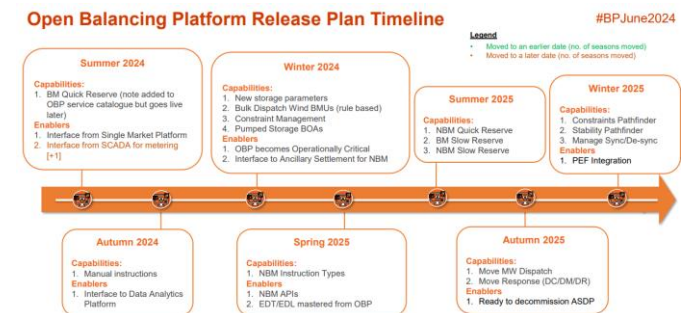 Open Balancing Platform Release Plan Timeline
#BPJune2024
Legend
• Moved to an earlier date (no. of seasons moved)
• Moved to a later date (no. of seasons moved)
Summer 2024
Capabilities:
1. BM Quick Reserve (note added to
OBP service catalogue but goes live
later)
Enablers
1. Interface from Single Market Platform
2. Interface from SCADA for metering
[+1]
Winter 2024
Capabilities:
1. New storage parameters
2. Bulk Dispatch Wind BMUs (rule based)
3. Constraint Management
4. Pumped Storage BOAs
Enablers
1. OBP becomes Operationally Critical
2. Interface to Ancillary Settlement for NBM
Summer 2025
Capabilities:
1. NBM Quick Reserve
2. BM Slow Reserve
3. NBM Slow Reserve
Winter 2025
Capabilities:
1. Constraints Pathfinder
2. Stability Pathfinder
3. Manage Sync/De-sync
Enablers
1. PEF Integration
Autumn 2024
Capabilities:
1. Manual instructions
Enablers
1. Interface to Data Analytics
Platform
Spring 2025
Capabilities:
1. NBM Instruction Types
Enablers
1. NBM APIs
2. EDT/EDL mastered from OBP
Autumn 2025
Capabilities:
1. Move MW Dispatch
2. Move Response (DC/DM/DR)
Enablers
1. Ready to decommission ASDP